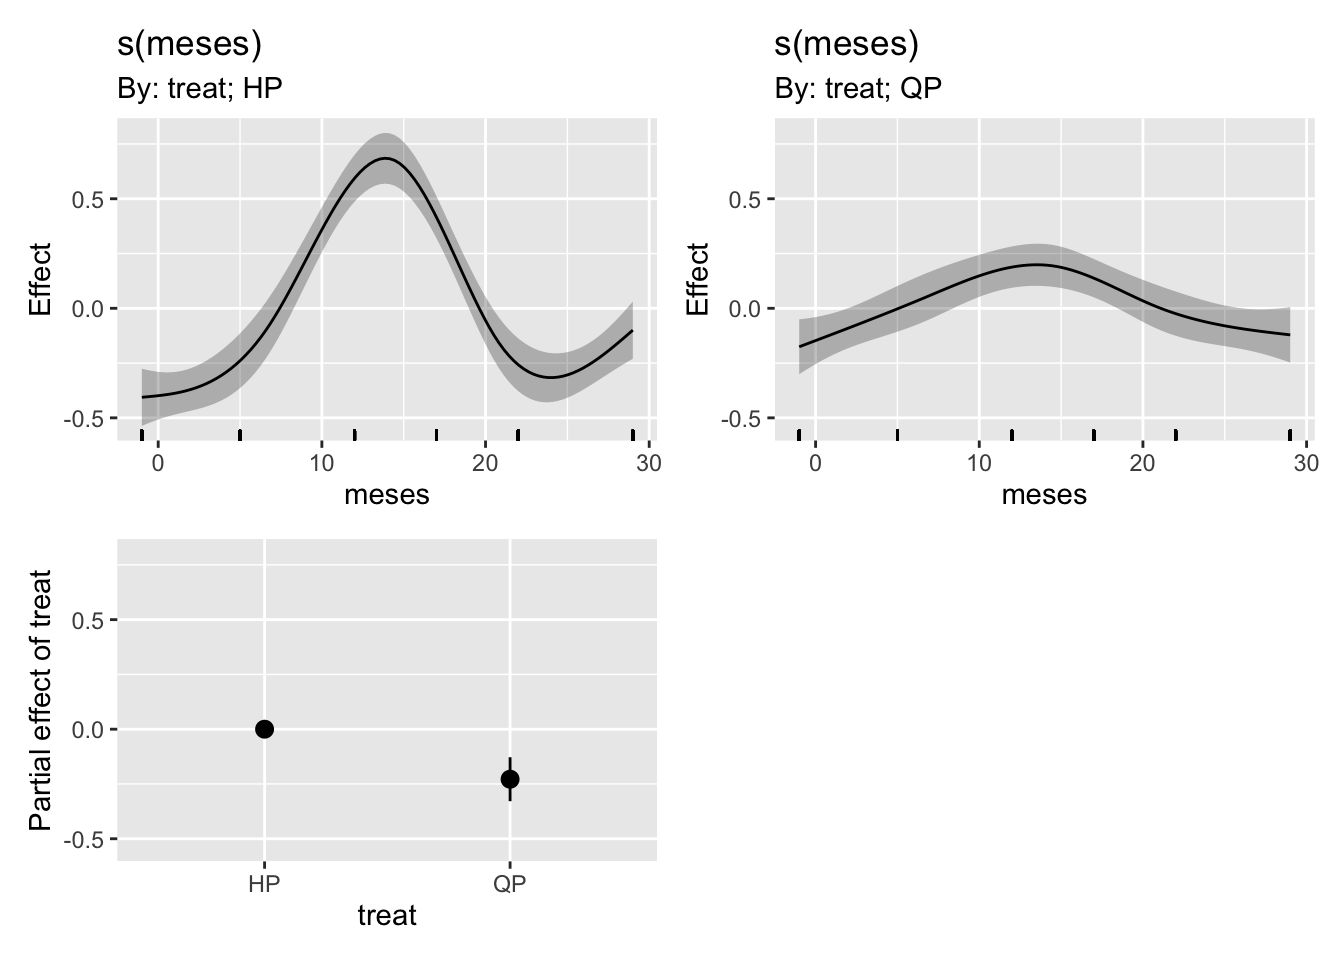 s(meses)
By: treat; HP
Effect
0.5
0.0
-0.5
0 10 20 30
meses
s(meses)
By: treat; QP
Effect
0.5
0.0
-0.5
0 10 20 30
meses
Partial effect of treat
0.5
0.0
-0.5
HP QP
treat